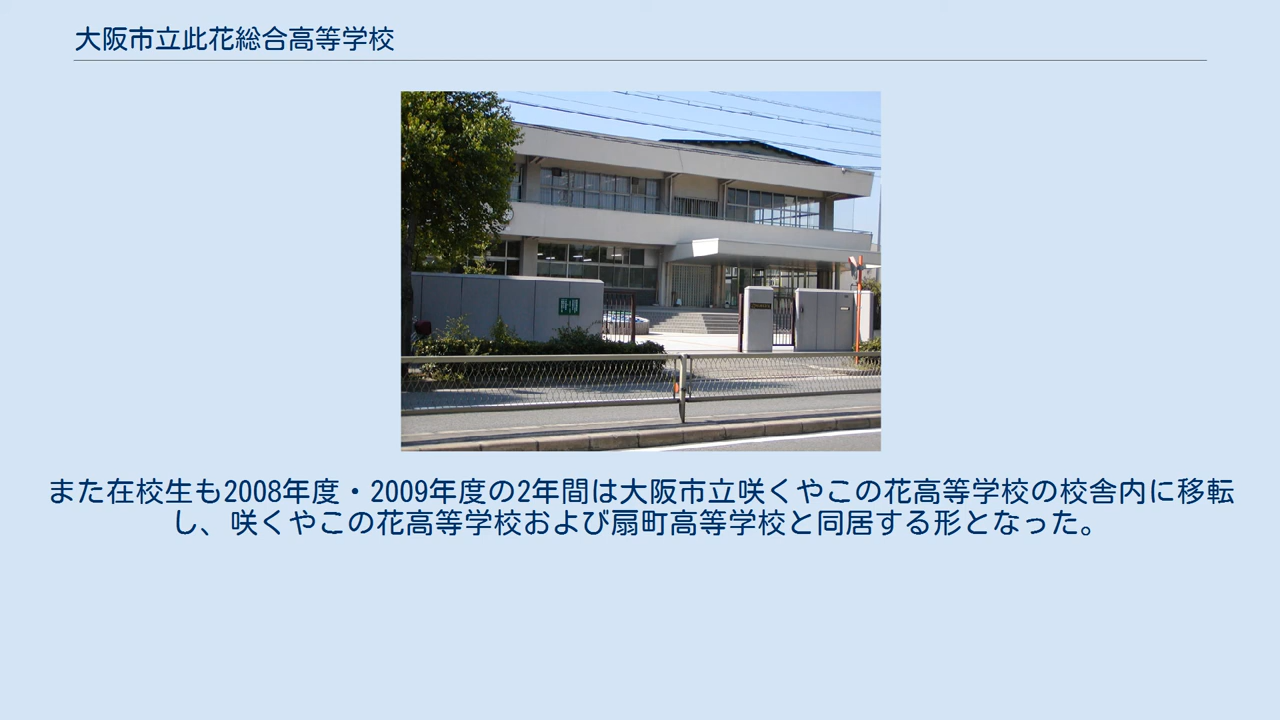 大阪市立此花総合高等学校
また在校生も2008年度・2009年度の2年間は大阪市立咲くやこの花高等学校の校舎内に移転
し、咲くやこの花高等学校および扇町高等学校と同居する形となった。